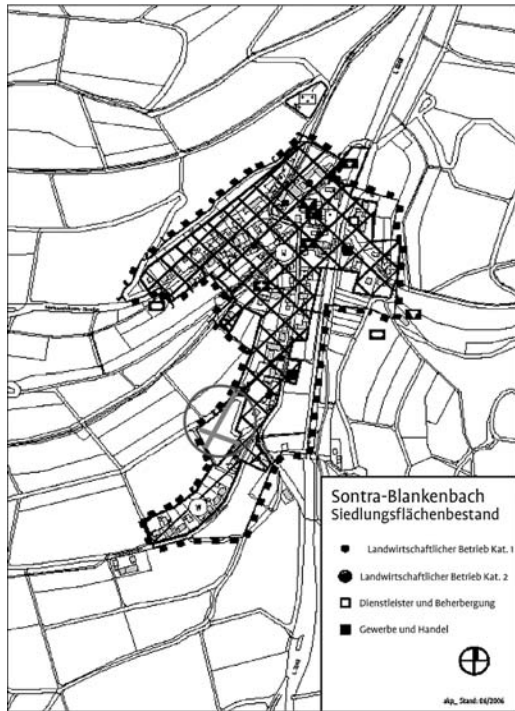 Sontra-Blankenbach
Siedlungsflächenbestand
Landwirtschaftlicher Betrieb Kat. 1
Landwirtschaftlicher Betrieb Kat. 2
Dienstleister und Beherbergung
Gewerbe und Handel
akp_ Stand: 06/2006